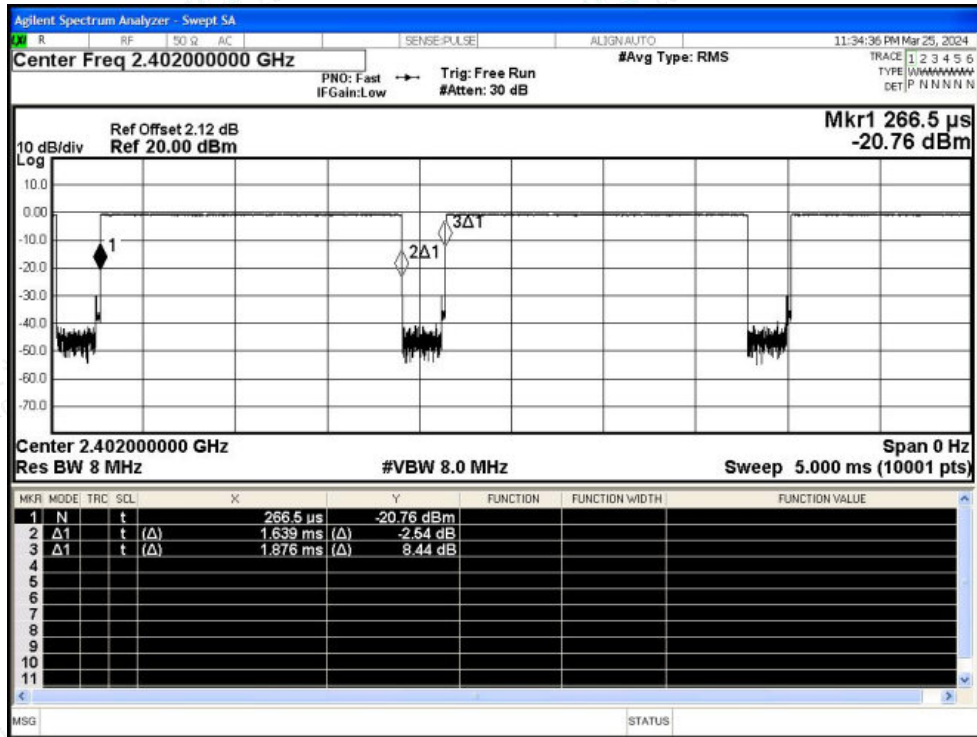 Agilent Spectrum Analyzer - Swept SA
LXI R RF 50 Ω AC SENSE:PULSE ALIGNAUTO 11:34:36 PM Mar 25, 2024
Center Freq 2.402000000 GHz #Avg Type: RMS TRACE 1 2 3 4 5 6
PNO: Fast Trig: Free Run TYPE WWWWWW
IFGain:Low #Atten: 30 dB DET P N N N N N
Mkr1 266.5 µs
Ref Offset 2.12 dB
10 dB/div Ref 20.00 dBm -20.76 dBm
Log
10.0
0.00
3Δ1
-10.0
1
2Δ1
-20.0
-30.0
-40.0
-50.0
-60.0
-70.0
Center 2.402000000 GHz Span 0 Hz
Res BW 8 MHz #VBW 8.0 MHz Sweep 5.000 ms (10001 pts)
MKR MODE TRC SCL X Y FUNCTION FUNCTION WIDTH FUNCTION VALUE
1 N t 266.5 µs -20.76 dBm
2 Δ1 t (Δ) 1.639 ms (Δ) -2.54 dB
3 Δ1 t (Δ) 1.876 ms (Δ) 8.44 dB
4
5
6
7
8
9
10
11
MSG STATUS